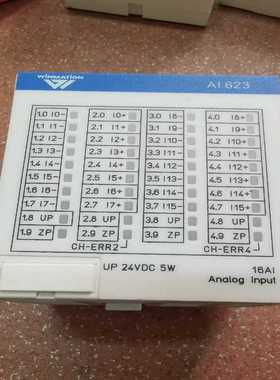 WINMATION
AI 623
1.0 I0- 2.0 I0+ 3.0 I8- 4.0 I8+
1.1 I1- 2.1 I1+ 3.1 I9- 4.1 I9+
1.2 I2- 2.2 I2+ 3.2 I10- 4.2 I10+
1.3 I3- 2.3 I3+ 3.3 I11- 4.3 I11+
1.4 I4- 2.4 I4+ 3.4 I12- 4.4 I12+
1.5 I5- 2.5 I5+ 3.5 I13- 4.5 I13+
1.6 I6- 2.6 I6+ 3.6 I14- 4.6 I14+
1.7 I7- 2.7 I7+ 3.7 I15- 4.7 I15+
1.8 UP 2.8 UP 3.8 UP 4.8 UP
1.9 ZP 2.9 ZP 3.9 ZP 4.9 ZP
CH-ERR2 CH-ERR4
UP 24VDC 5W 16AI
Analog Input